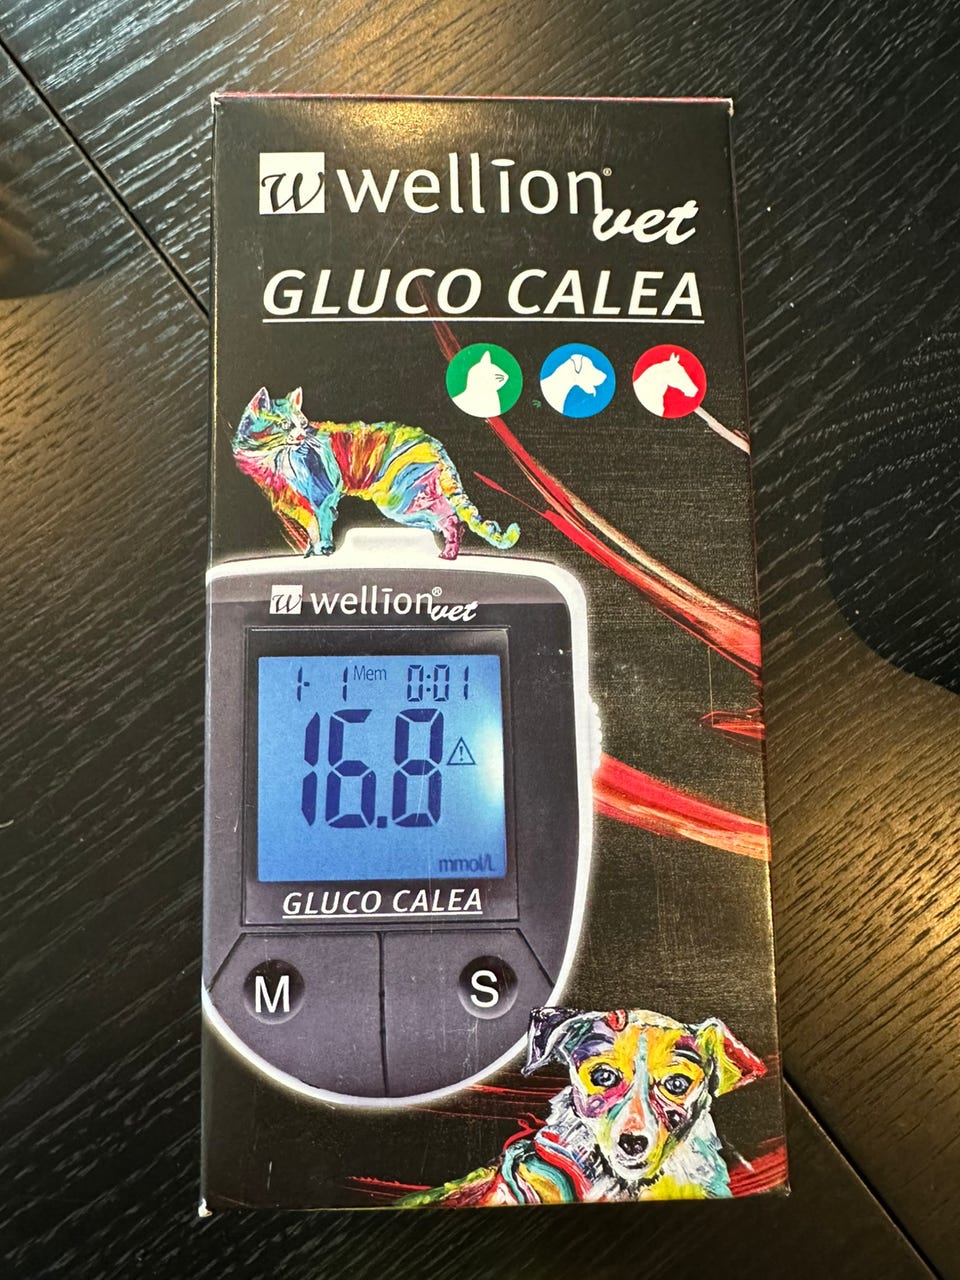 w wellion® vet
GLUCO CALEA
w wellion® vet
1- 1 Mem 0:01
16.8
mmol/L
GLUCO CALEA
M S